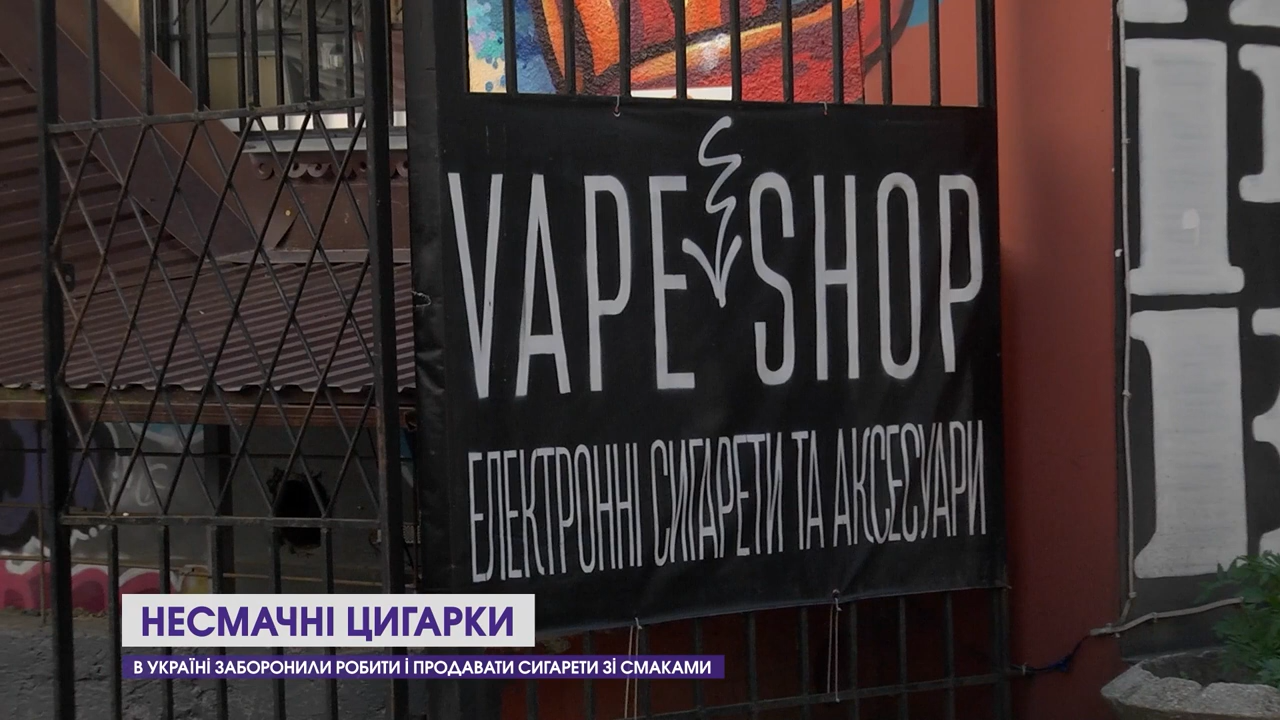 VAPE SHOP
ЕЛЕКТРОННІ СИГАРЕТИ ТА АКСЕСУАРИ
НЕСМАЧНІ ЦИГАРКИ
В УКРАЇНІ ЗАБОРОНИЛИ РОБИТИ І ПРОДАВАТИ СИГАРЕТИ ЗІ СМАКАМИ